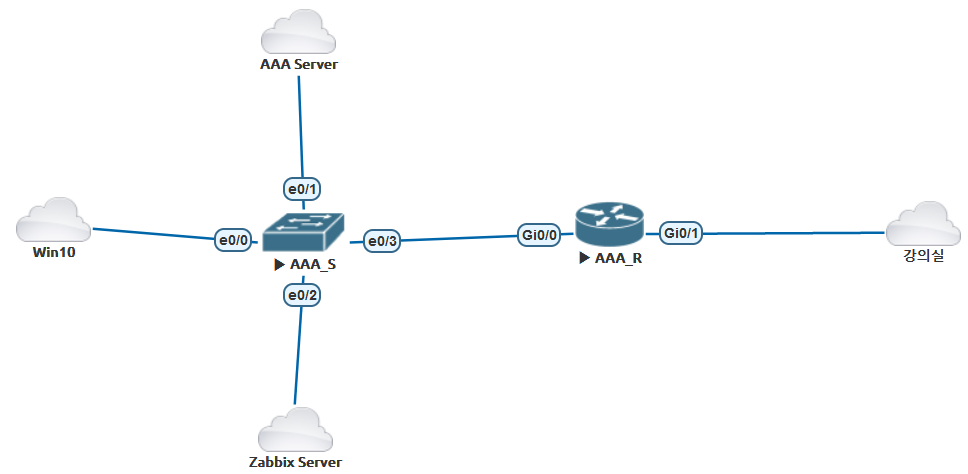 AAA Server
e0/1
Win10
e0/0
e0/3
▶ AAA_S
e0/2
Zabbix Server
Gi0/0
Gi0/1
▶ AAA_R
강의실